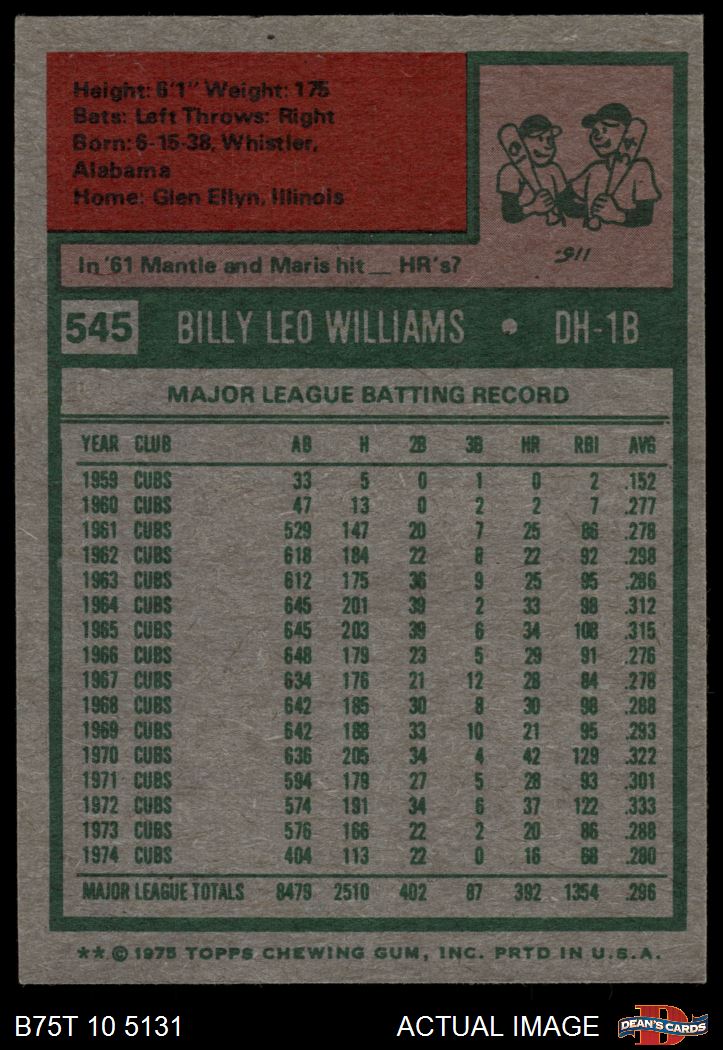 Height: 6'1" Weight: 175
Bats: Left Throws: Right
Born: 6-15-38, Whistler,
Alabama
Home: Glen Ellyn, Illinois
In '61 Mantle and Maris hit __ HR's?
545 BILLY LEO WILLIAMS • DH-1B
MAJOR LEAGUE BATTING RECORD
YEAR CLUB AB H 2B 3B HR RBI AVG
1959 CUBS 33 5 0 1 0 2 .152
1960 CUBS 47 13 0 2 2 7 .277
1961 CUBS 529 147 20 7 25 86 .278
1962 CUBS 618 184 22 8 22 92 .298
1963 CUBS 612 175 36 9 25 95 .286
1964 CUBS 645 201 39 2 33 98 .312
1965 CUBS 645 203 39 6 34 108 .315
1966 CUBS 648 179 23 5 29 91 .276
1967 CUBS 634 176 21 12 28 84 .278
1968 CUBS 642 185 30 8 30 98 .288
1969 CUBS 642 188 33 10 21 95 .293
1970 CUBS 636 205 34 4 42 129 .322
1971 CUBS 594 179 27 5 28 93 .301
1972 CUBS 574 191 34 6 37 122 .333
1973 CUBS 576 166 22 2 20 86 .288
1974 CUBS 404 113 22 0 16 68 .280
MAJOR LEAGUE TOTALS 8479 2510 402 87 392 1354 .296
** © 1975 TOPPS CHEWING GUM, INC. PRTD IN U.S.A.
B75T 10 5131 ACTUAL IMAGE DEAN'S CARDS